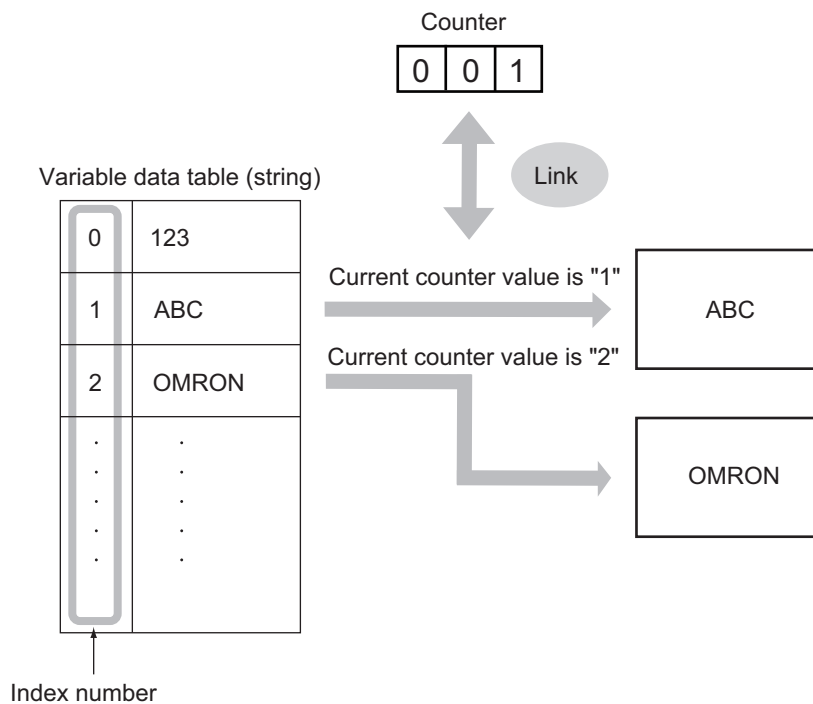 Counter
0 0 1
Link
Variable data table (string)
0 123
1 ABC
2 OMRON
Current counter value is "1"
ABC
Current counter value is "2"
OMRON
Index number